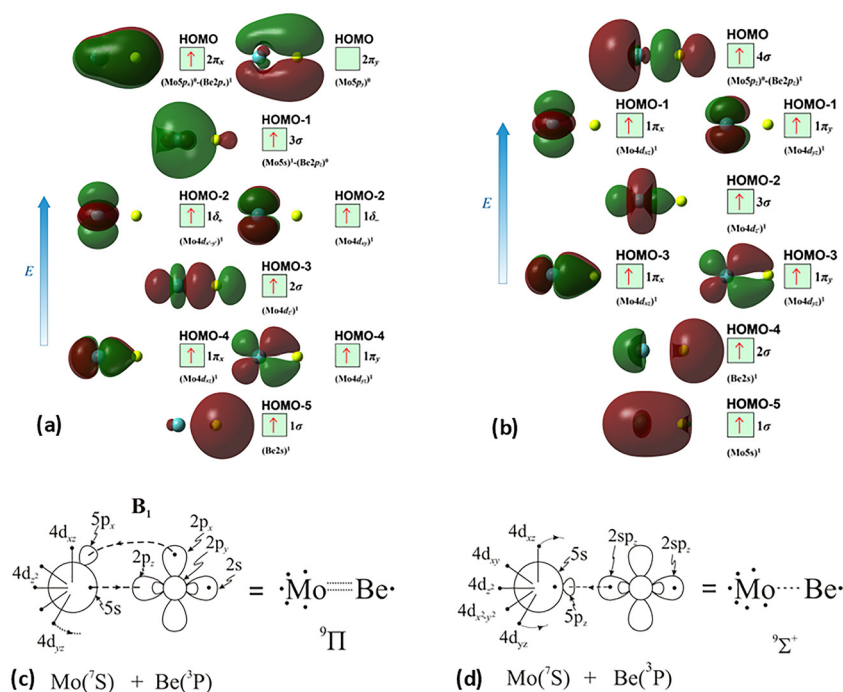 HOMO
↑ 2πx
(Mo5px)⁰-(Be2px)¹
HOMO
2πy
(Mo5py)⁰
HOMO-1
↑ 3σ
(Mo5s)¹-(Be2pz)⁰
E
HOMO-2
↑ 1δ₊
(Mo4dx²-y²)¹
HOMO-2
↑ 1δ₋
(Mo4dxy)¹
HOMO-3
↑ 2σ
(Mo4dz²)¹
HOMO-4
↑ 1πx
(Mo4dxz)¹
HOMO-4
↑ 1πy
(Mo4dyz)¹
HOMO-5
↑ 1σ
(Be2s)¹
(a)
HOMO
↑ 4σ
(Mo5pz)⁰-(Be2pz)¹
HOMO-1
↑ 1πx
(Mo4dxz)¹
HOMO-1
↑ 1πy
(Mo4dyz)¹
E
HOMO-2
↑ 3σ
(Mo4dz²)¹
HOMO-3
↑ 1πx
(Mo4dxz)¹
HOMO-3
↑ 1πy
(Mo4dyz)¹
HOMO-4
↑ 2σ
(Be2s)¹
HOMO-5
↑ 1σ
(Mo5s)¹
(b)
B₁
4dxz 5px 2px
2py
4dz² 2pz 2s
5s
4dyz
= :Mo Be·
⁹Π
(c) Mo(⁷S) + Be(³P)
4dxz
4dxy 5s 2spz 2spz
4dz²
4dx²-y² 5pz
4dyz
= :Mo···Be·
⁹Σ⁺
(d) Mo(⁷S) + Be(³P)